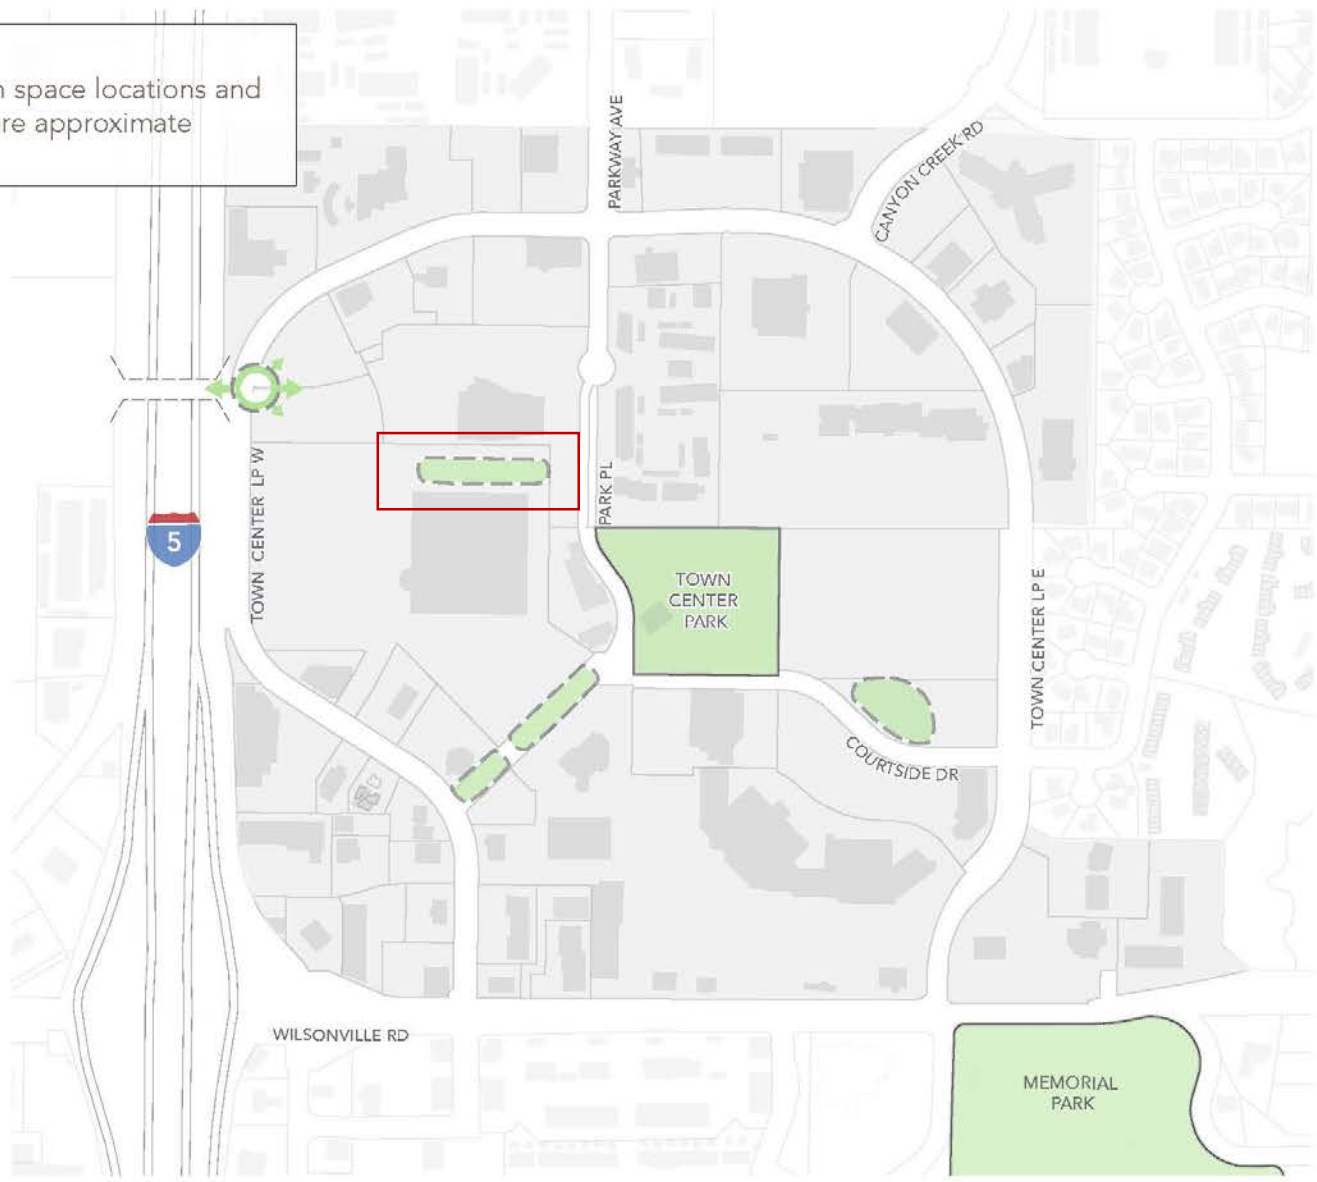 space locations and
re approximate
PARKWAY AVE
CANYON CREEK RD
TOWN CENTER LP W
PARK PL
5
TOWN
CENTER
PARK
TOWN CENTER LP E
COURTSIDE DR
WILSONVILLE RD
MEMORIAL
PARK